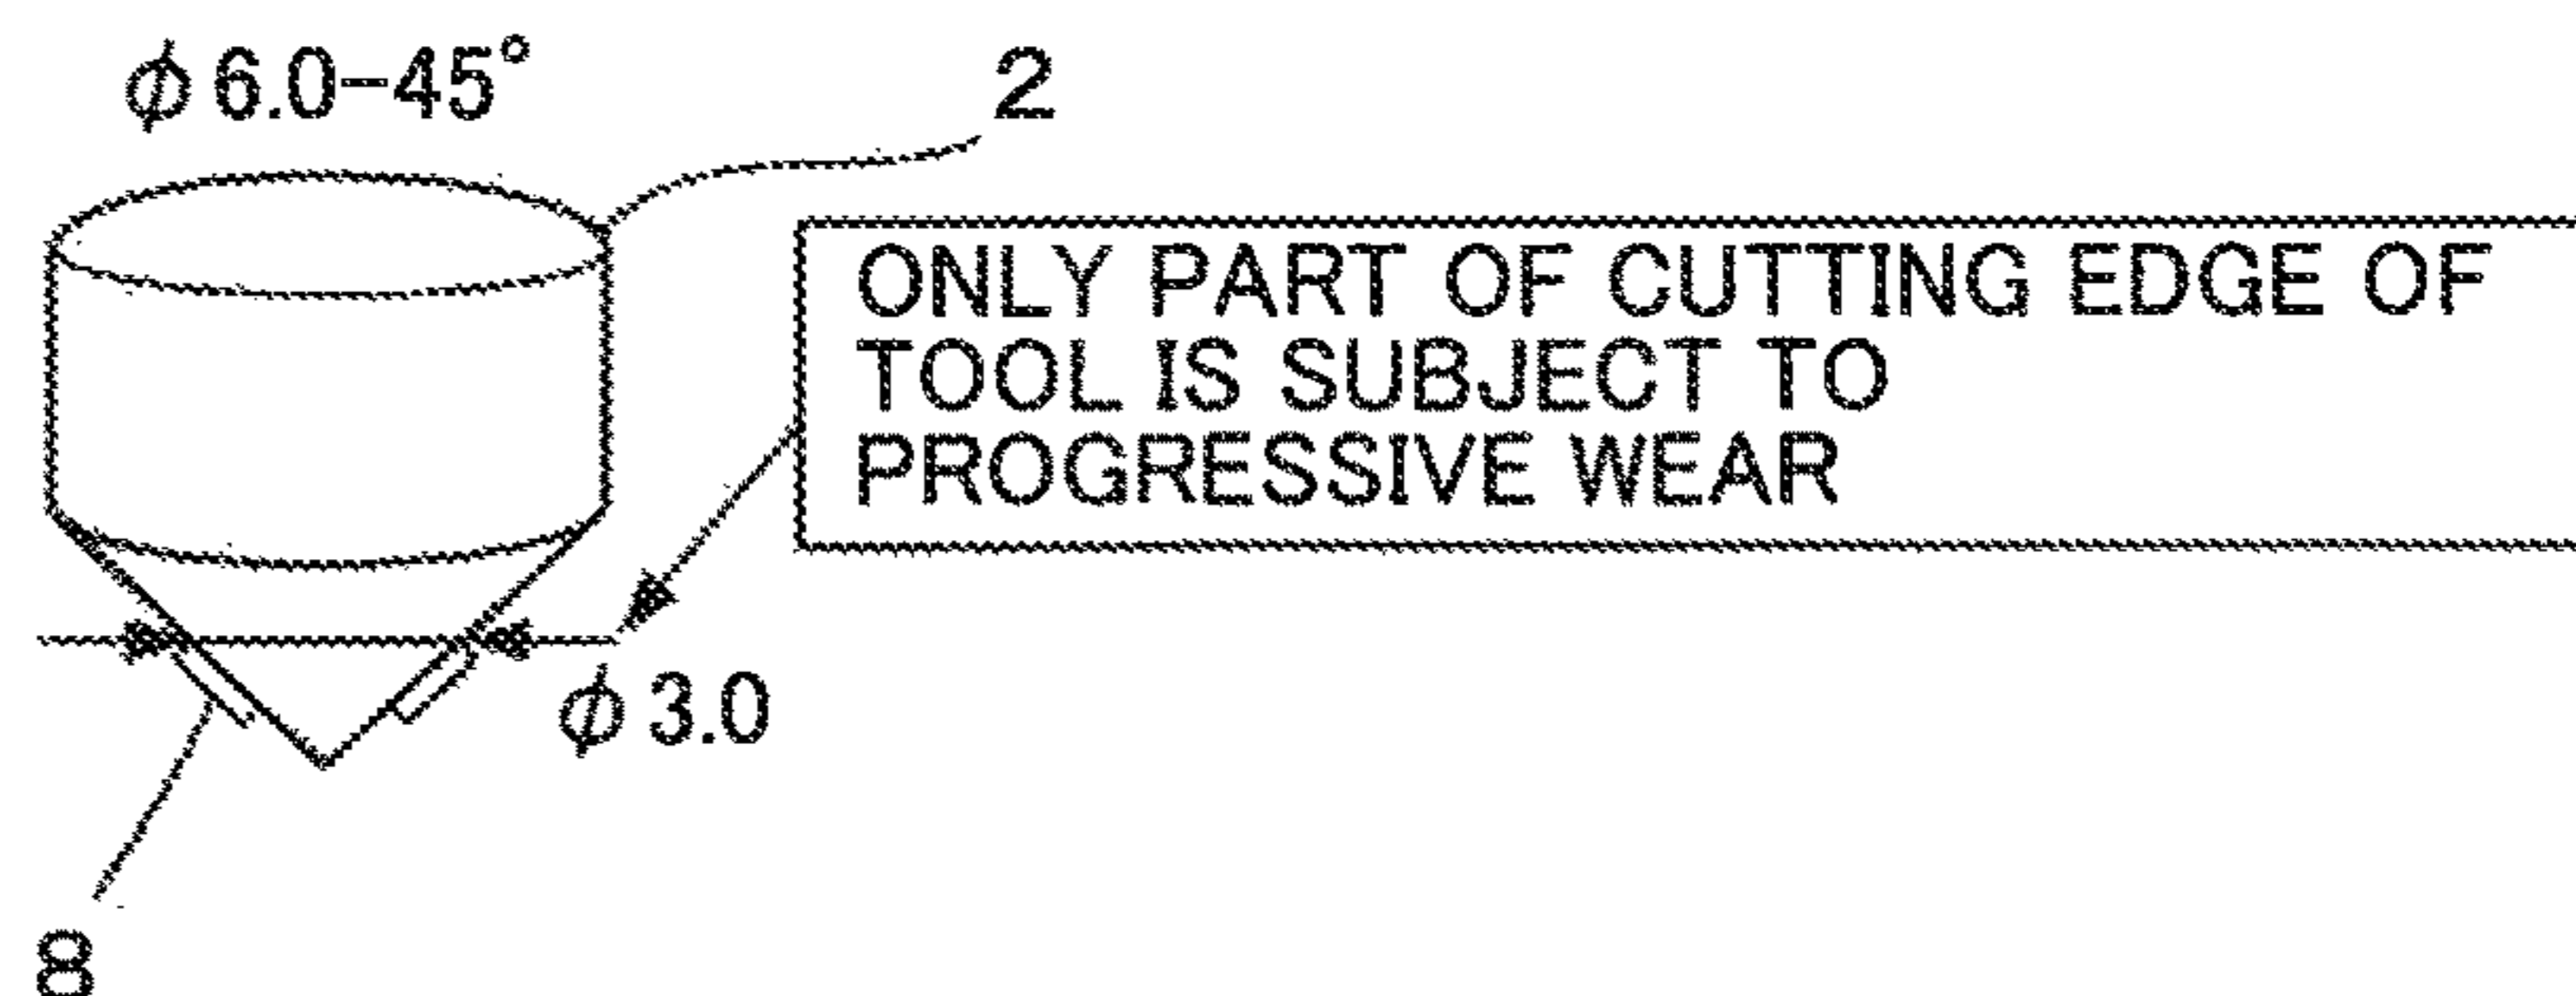 ϕ6.0-45°
2
ONLY PART OF CUTTING EDGE OF
TOOL IS SUBJECT TO
PROGRESSIVE WEAR
ϕ3.0
8